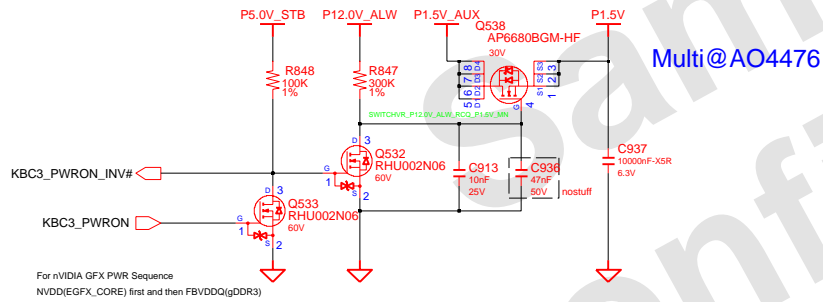 P5.0V_STB
P12.0V_ALW
P1.5V_AUX
P1.5V
Q538
AP6680BGM-HF
30V
Multi@AO4476
R848
100K
1%
R847
300K
1%
8 D4
7 D3
6 D2
5 D1
S3 3
S2 2
S1 1
G
4
SWITCHVR_P12.0V_ALW_RCQ_P1.5V_MN
D 3
Q532
RHU002N06
60V
G
1
S 2
C913
10nF
25V
C936
47nF
50V
nostuff
C937
10000nF-X5R
6.3V
KBC3_PWRON_INV#
D 3
Q533
RHU002N06
60V
G
1
S 2
KBC3_PWRON
For nVIDIA GFX PWR Sequence
NVDD(EGFX_CORE) first and then FBVDDQ(gDDR3)